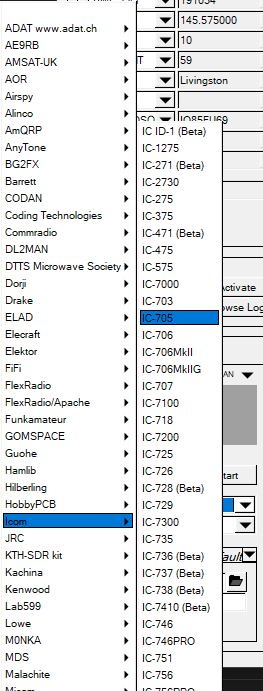 191034
145.575000
10
59
Livingston
IO85FU69
ADAT www.adat.ch
AE9RB
AMSAT-UK
AOR
Airspy
Alinco
AmQRP
AnyTone
BG2FX
Barrett
CODAN
Coding Technologies
Commradio
DL2MAN
DTTS Microwave Society
Dorji
Drake
ELAD
Elecraft
Elektor
FiFi
FlexRadio
FlexRadio/Apache
Funkamateur
GOMSPACE
Guohe
Hamlib
Hilberling
HobbyPCB
Icom
JRC
KTH-SDR kit
Kachina
Kenwood
Lab599
Lowe
M0NKA
MDS
Malachite
Micom
IC ID-1 (Beta)
IC-1275
IC-271 (Beta)
IC-2730
IC-275
IC-375
IC-471 (Beta)
IC-475
IC-575
IC-7000
IC-703
IC-705
IC-706
IC-706MkII
IC-706MkIIG
IC-707
IC-7100
IC-718
IC-7200
IC-725
IC-726
IC-728 (Beta)
IC-729
IC-7300
IC-735
IC-736 (Beta)
IC-737 (Beta)
IC-738 (Beta)
IC-7410 (Beta)
IC-746
IC-746PRO
IC-751
IC-756
IC-756PRO
ctivate
owse Log
AN
tart
ault